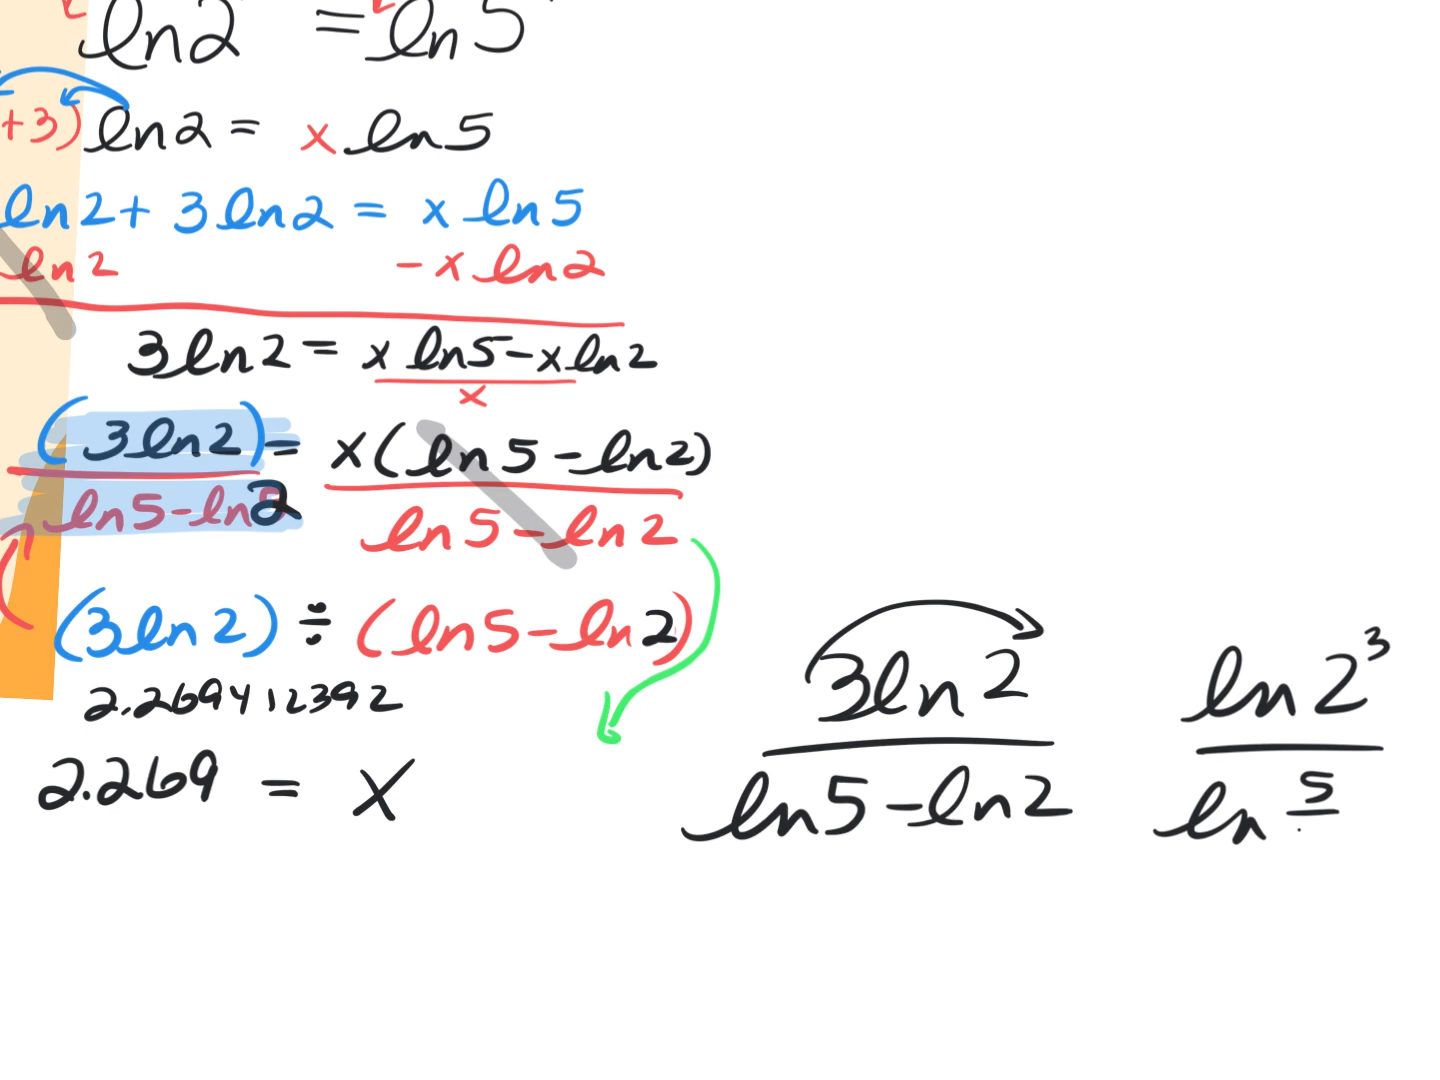 ln2 = ln5
+3) ln2 = x ln5
ln2 + 3ln2 = x ln5
ln2 - x ln2
3ln2 = x ln5 - x ln2
x
(3ln2) = x(ln5 - ln2)
ln5 - ln2 ln5 - ln2
(3ln2) ÷ (ln5 - ln2)
2.269412392
2.269 = x
3ln2
ln5 - ln2
ln2³
ln 5